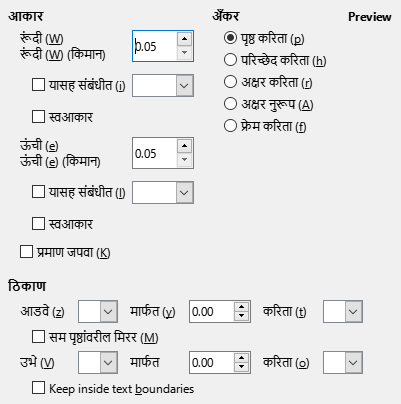 आकार
रूंदी (W)
रूंदी (W) (किमान)
0.05
यासह संबंधीत (i)
स्वआकार
ऊंची (e)
ऊंची (e) (किमान)
0.05
यासह संबंधीत (l)
स्वआकार
प्रमाण जपवा (K)
अँकर
पृष्ठ करिता (p)
परिच्छेद करिता (h)
अक्षर करिता (r)
अक्षर नुरूप (A)
फ्रेम करिता (f)
Preview
ठिकाण
आडवे (z) मार्फत (y) 0.00 करिता (t)
सम पृष्ठांवरील मिरर (M)
उभे (V) मार्फत 0.00 करिता (o)
Keep inside text boundaries